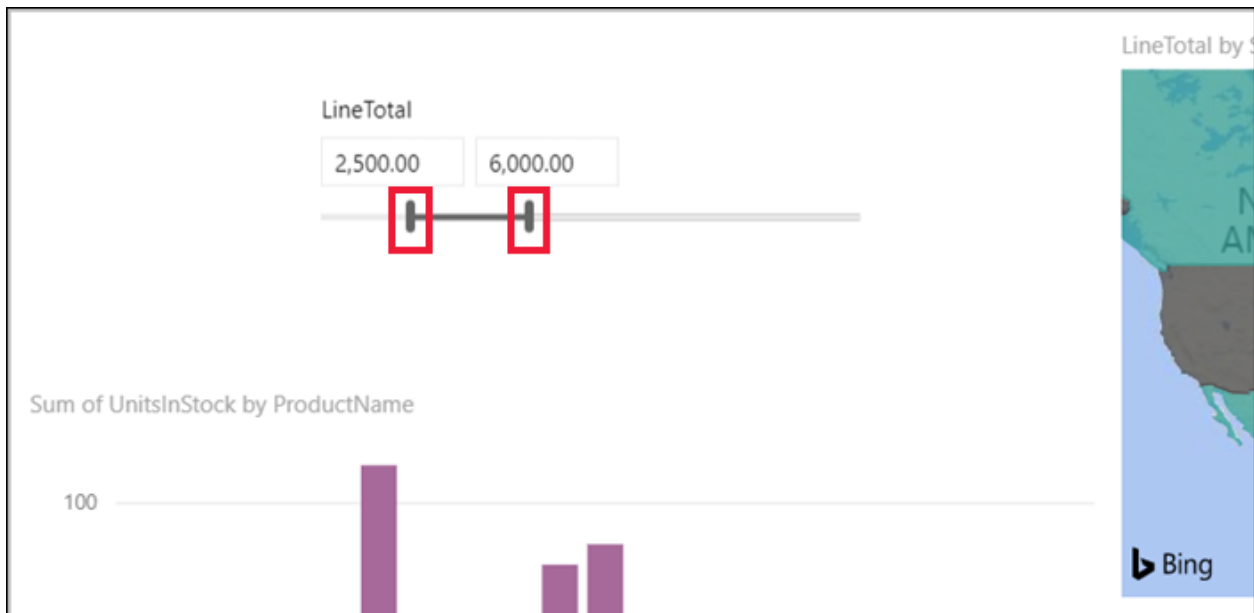 LineTotal by
LineTotal
2,500.00 6,000.00
Sum of UnitsInStock by ProductName
100
Bing